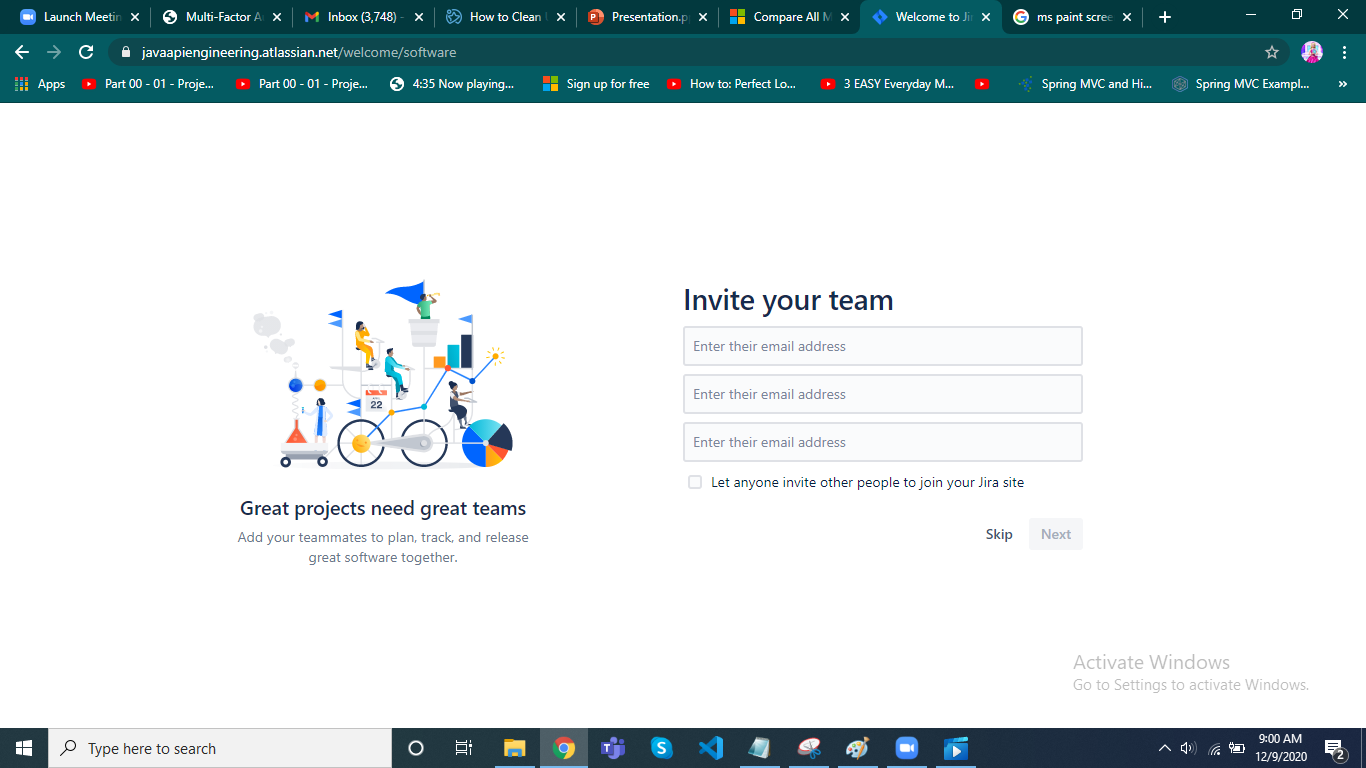 Launch Meetin
Multi-Factor A
Inbox (3,748) -
How to Clean
Presentation.p
Compare All M
Welcome to Jir
ms paint scree
javaapiengineering.atlassian.net/welcome/software
Apps
Part 00 - 01 - Proje...
Part 00 - 01 - Proje...
4:35 Now playing...
Sign up for free
How to: Perfect Lo...
3 EASY Everyday M...
Spring MVC and Hi...
Spring MVC Exampl...
»
22
Great projects need great teams
Add your teammates to plan, track, and release
great software together.
Invite your team
Enter their email address
Enter their email address
Enter their email address
Let anyone invite other people to join your Jira site
Skip
Next
Activate Windows
Go to Settings to activate Windows.
Type here to search
9:00 AM
12/9/2020
2